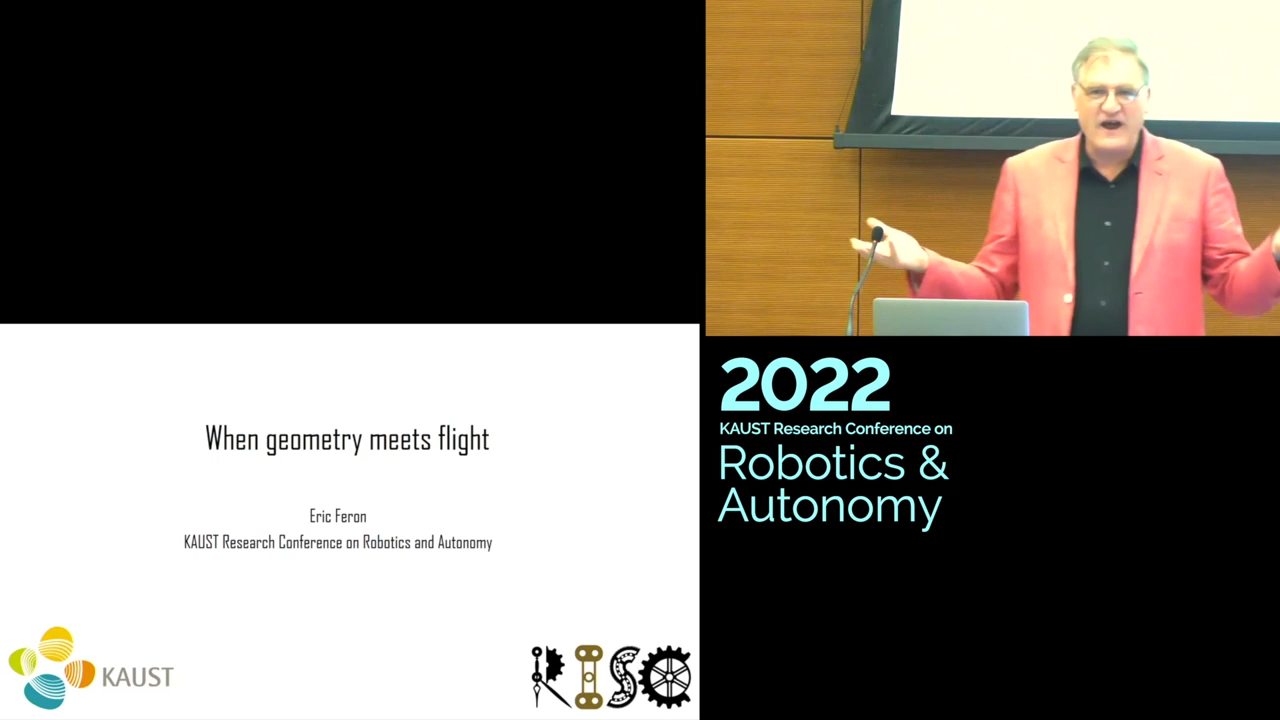 When geometry meets flight
Eric Feron
KAUST Research Conference on Robotics and Autonomy
KAUST
RISC
2022
KAUST Research Conference on
Robotics &
Autonomy